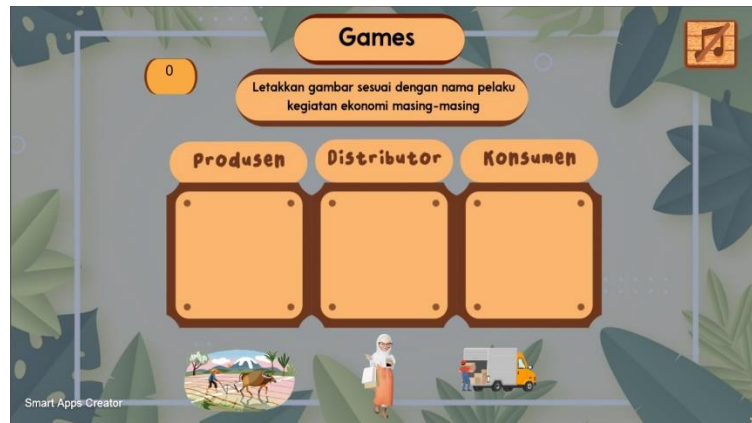 Games
0
Letakkan gambar sesuai dengan nama pelaku
kegiatan ekonomi masing-masing
Produsen Distributor Konsumen
Smart Apps Creator